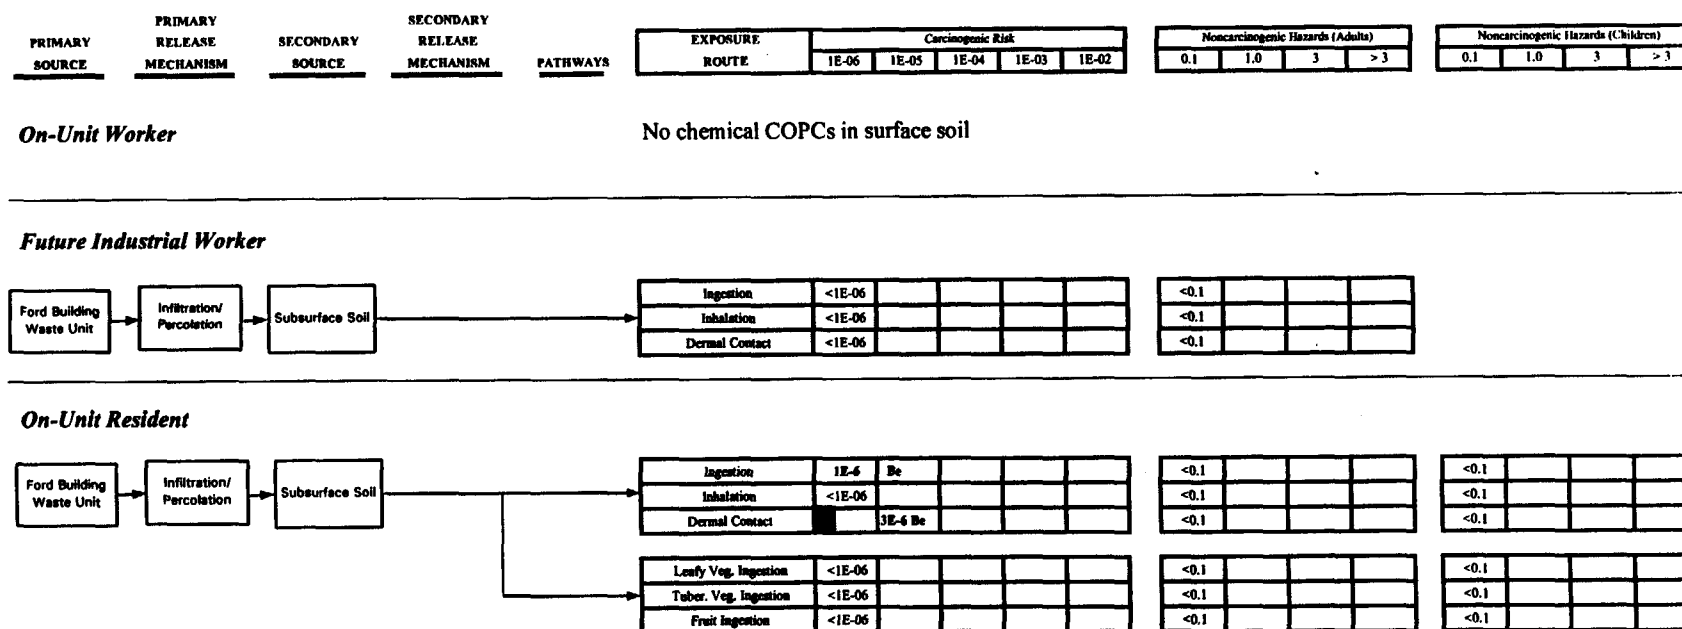 PRIMARY SOURCE
PRIMARY RELEASE MECHANISM
SECONDARY SOURCE
SECONDARY RELEASE MECHANISM
PATHWAYS
EXPOSURE ROUTE
Carcinogenic Risk
1E-06 1E-05 1E-04 1E-03 1E-02
Noncarcinogenic Hazards (Adults)
0.1 1.0 3 > 3
Noncarcinogenic Hazards (Children)
0.1 1.0 3 > 3
On-Unit Worker
No chemical COPCs in surface soil
Future Industrial Worker
Ford Building
Waste Unit
Infiltration/
Percolation
Subsurface Soil
Ingestion <1E-06 <0.1
Inhalation <1E-06 <0.1
Dermal Contact <1E-06 <0.1
On-Unit Resident
Ford Building
Waste Unit
Infiltration/
Percolation
Subsurface Soil
Ingestion 1E-6 Be <0.1 <0.1
Inhalation <1E-06 <0.1 <0.1
Dermal Contact 3E-6 Be <0.1 <0.1
Leafy Veg. Ingestion <1E-06 <0.1 <0.1
Tuber. Veg. Ingestion <1E-06 <0.1 <0.1
Fruit Ingestion <1E-06 <0.1 <0.1